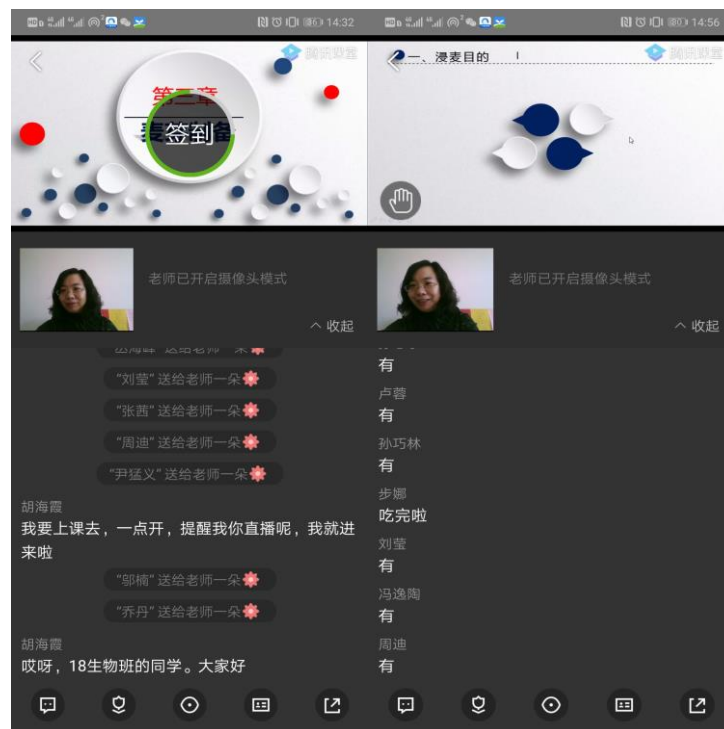 14:32
腾讯课堂
第三章
签到
老师已开启摄像头模式
收起
“刘莹”送给老师一朵
“张茜”送给老师一朵
“周迪”送给老师一朵
“尹猛义”送给老师一朵
胡海霞
我要上课去，一点开，提醒我你直播呢，我就进
来啦
“邬楠”送给老师一朵
“乔丹”送给老师一朵
胡海霞
哎呀，18生物班的同学。大家好
14:56
一、浸麦目的
腾讯课堂
老师已开启摄像头模式
收起
有
卢蓉
有
孙巧林
有
步娜
吃完啦
刘莹
有
冯逸陶
有
周迪
有